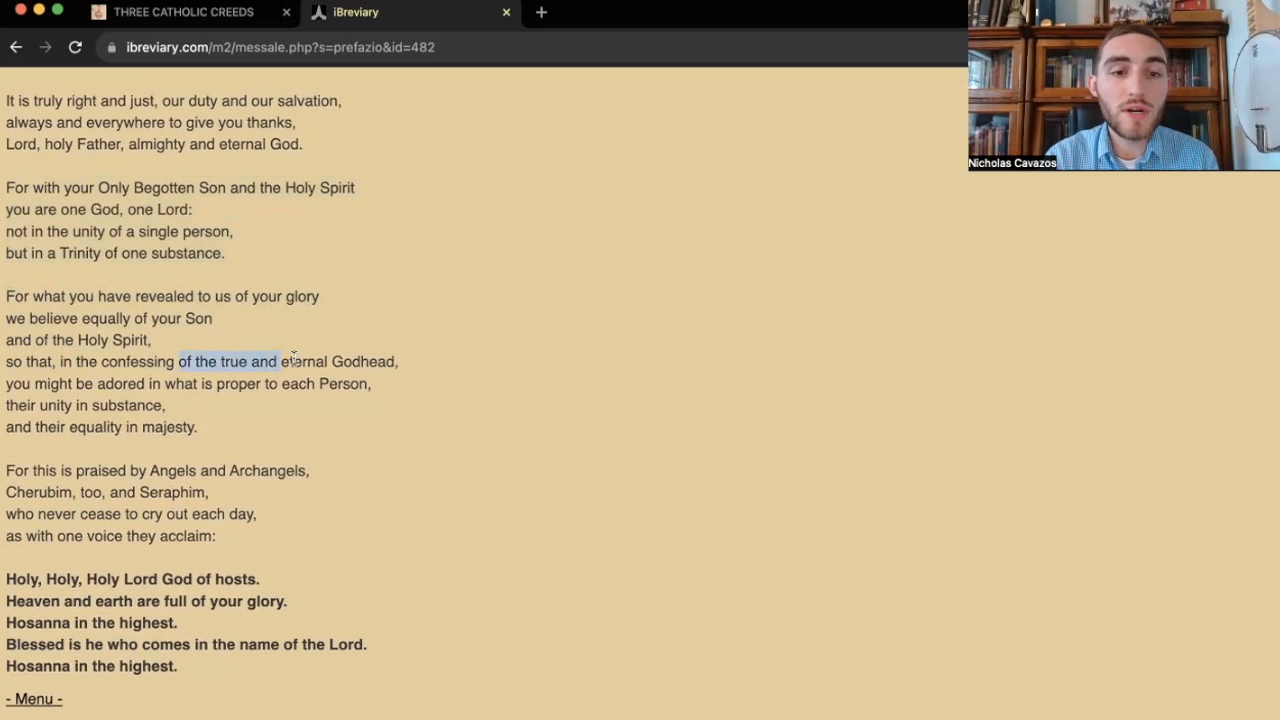 THREE CATHOLIC CREEDS
iBreviary
ibreviary.com/m2/messale.php?s=prefazio&id=482
Nicholas Cavazos
It is truly right and just, our duty and our salvation,
always and everywhere to give you thanks,
Lord, holy Father, almighty and eternal God.
For with your Only Begotten Son and the Holy Spirit
you are one God, one Lord:
not in the unity of a single person,
but in a Trinity of one substance.
For what you have revealed to us of your glory
we believe equally of your Son
and of the Holy Spirit,
so that, in the confessing of the true and eternal Godhead,
you might be adored in what is proper to each Person,
their unity in substance,
and their equality in majesty.
For this is praised by Angels and Archangels,
Cherubim, too, and Seraphim,
who never cease to cry out each day,
as with one voice they acclaim:
Holy, Holy, Holy Lord God of hosts.
Heaven and earth are full of your glory.
Hosanna in the highest.
Blessed is he who comes in the name of the Lord.
Hosanna in the highest.
- Menu -